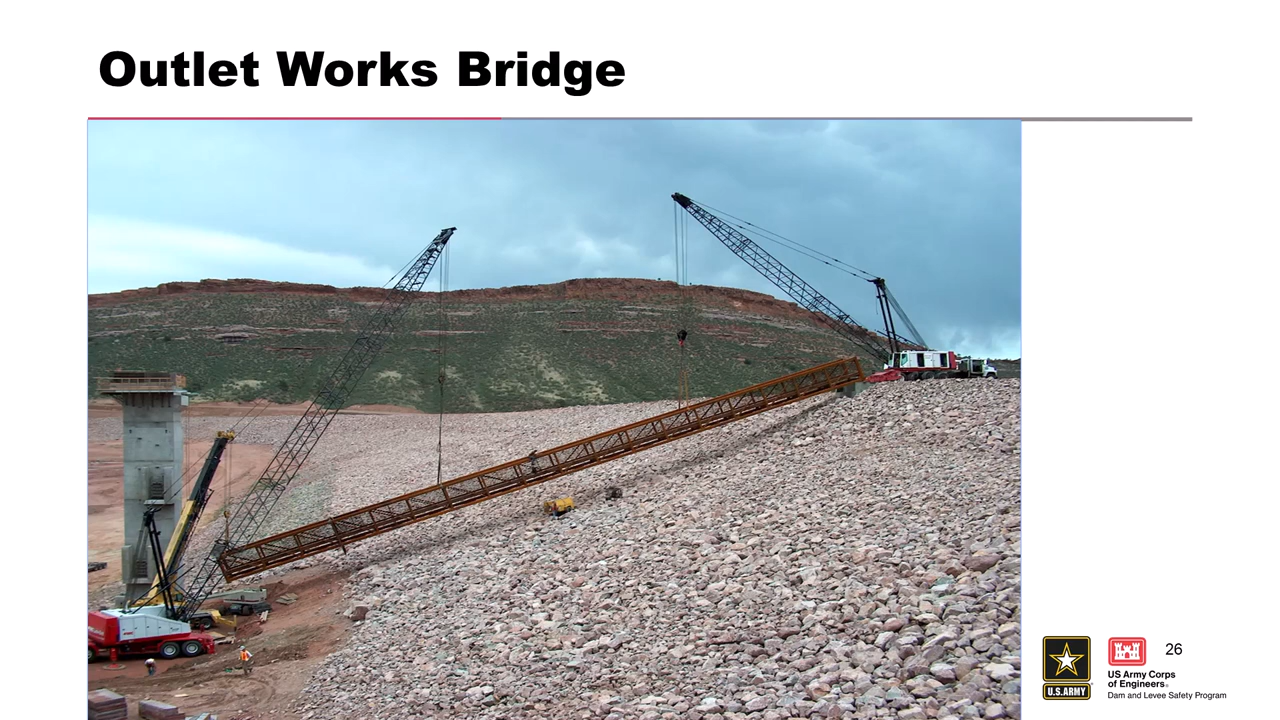 Outlet Works Bridge
26
U.S.ARMY
US Army Corps
of Engineers®
Dam and Levee Safety Program